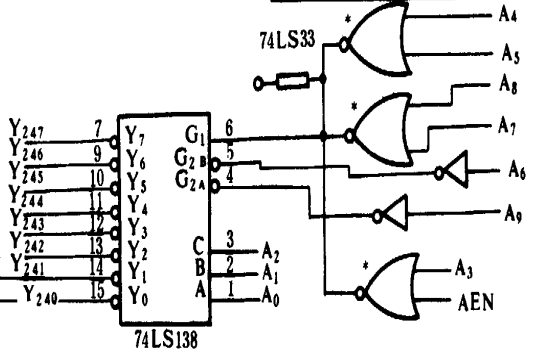 A4
74LS33 *
A5
A8
*
A7
Y247 7 Y7 G1 6
Y246 9 Y6 G2B 5
A6
Y245 10 Y5 G2A 4
Y244 11 Y4
A9
Y243 12 Y3
Y242 13 Y2 C 3 A2
Y241 14 Y1 B 2 A1
* A3
Y240 15 Y0 A 1 A0
AEN
74LS138